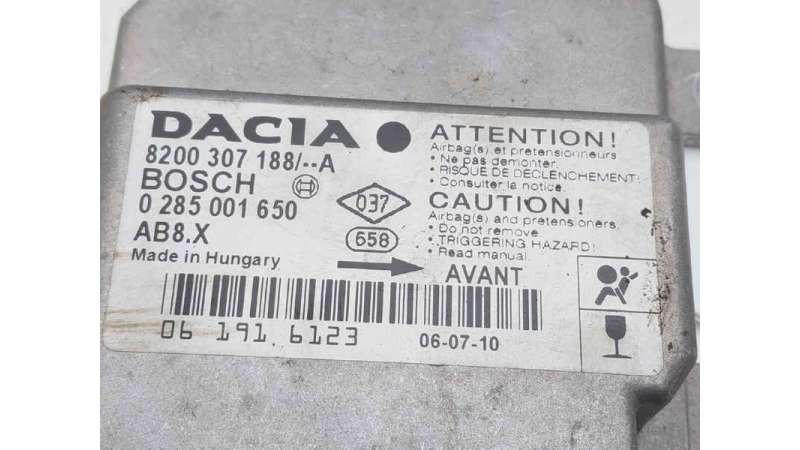 DACIA
8200 307 188/--A
BOSCH
0 285 001 650
AB8.X
Made in Hungary
037
658
ATTENTION!
Airbag(s) et pretensionneurs
• Ne pas demonter.
• RISQUE DE DECLENCHEMENT!
• Consulter la notice.
CAUTION!
Airbag(s) and pretensioners.
• Do not remove.
• TRIGGERING HAZARD!
• Read manual.
AVANT
06 191 6123
06-07-10